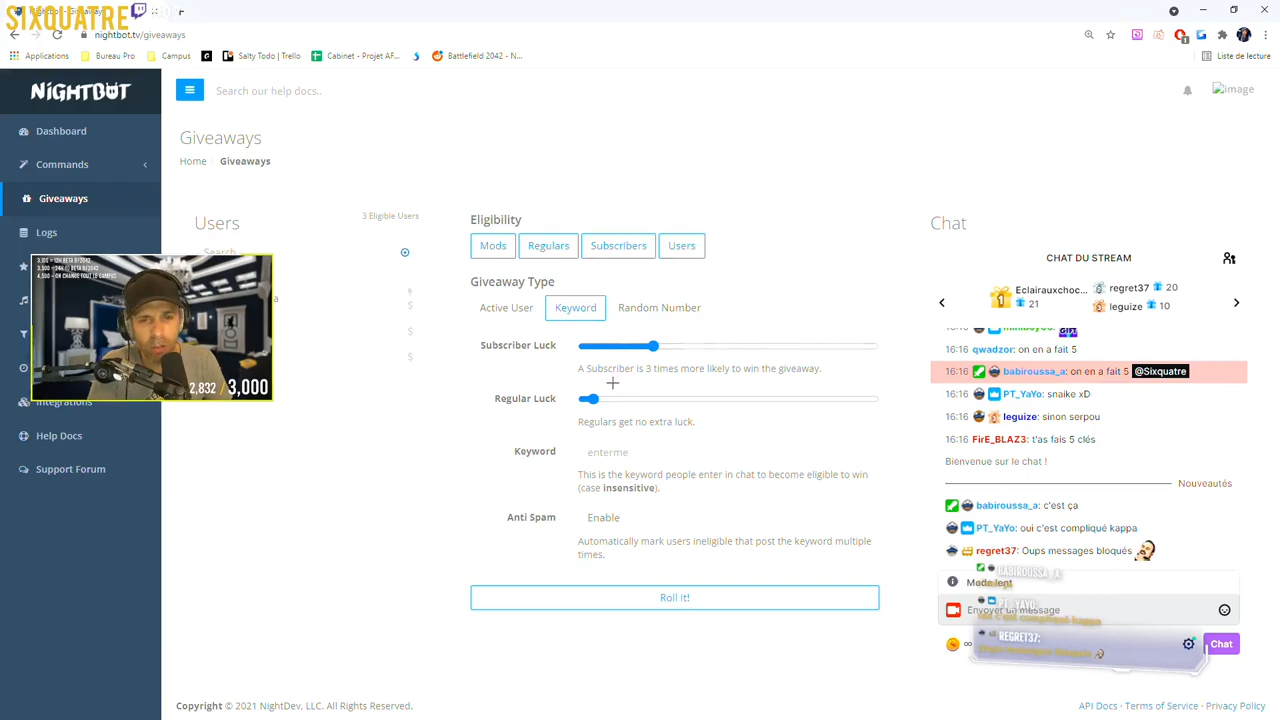 SIXQUATRE
nightbot.tv/giveaways
Applications
Bureau Pro
Campus
Salty Todo | Trello
Cabinet - Projet AF...
Battlefield 2042 - N...
Liste de lecture
NIGHTBOT
Search our help docs..
image
Dashboard
Commands
Giveaways
Logs
Integrations
Help Docs
Support Forum
Giveaways
Home / Giveaways
Users
3 Eligible Users
Search
2,832 / 3,000
Eligibility
Mods
Regulars
Subscribers
Users
Giveaway Type
Active User
Keyword
Random Number
Subscriber Luck
A Subscriber is 3 times more likely to win the giveaway.
Regular Luck
Regulars get no extra luck.
Keyword
enterme
This is the keyword people enter in chat to become eligible to win
(case insensitive).
Anti Spam
Enable
Automatically mark users ineligible that post the keyword multiple
times.
Roll It!
Chat
CHAT DU STREAM
Eclairauxchoc...
21
regret37 20
leguize 10
qwadzor: on en a fait 5
16:16 babiroussa_a: on en a fait 5 @Sixquatre
16:16 PT_YaYo: snaike xD
16:16 leguize: sinon serpou
16:16 FirE_BLAZ3: t'as fais 5 clés
Bienvenue sur le chat !
Nouveautés
babiroussa_a: c'est ça
PT_YaYo: oui c'est compliqué kappa
regret37: Oups messages bloqués
BABIROUSSA_A:
Mode lent
PT_YAYO:
Envoyer un message
REGRET37:
Chat
Copyright © 2021 NightDev, LLC. All Rights Reserved.
API Docs · Terms of Service · Privacy Policy